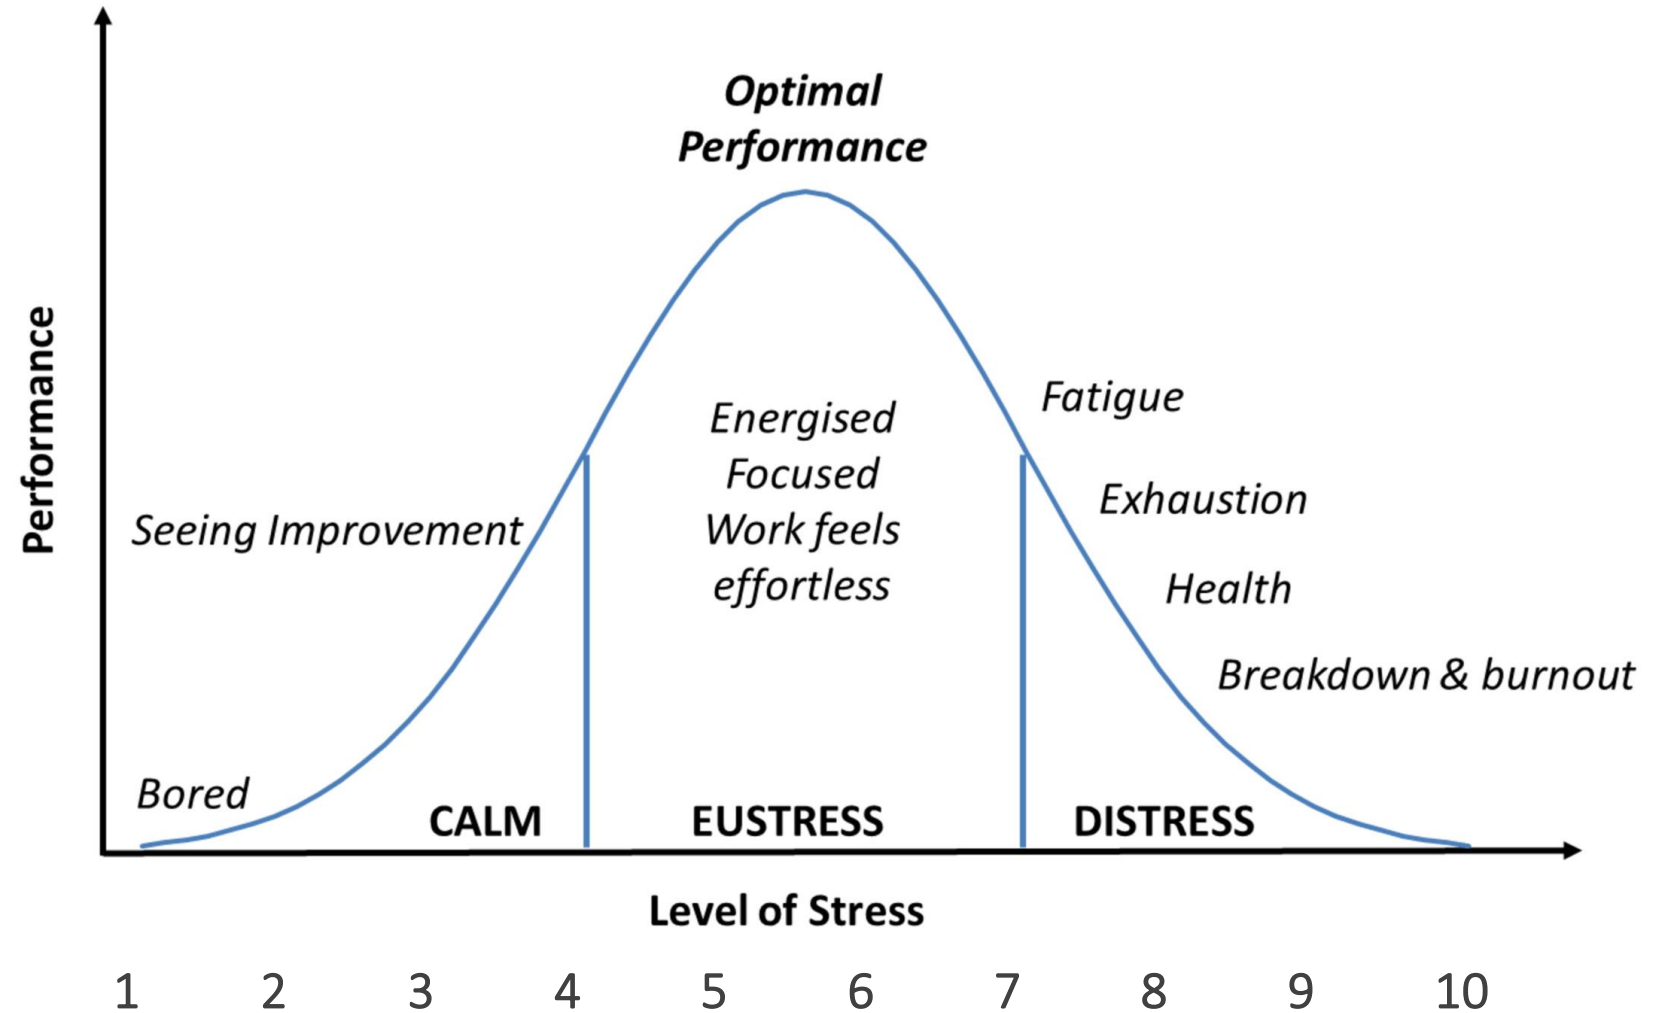 Optimal
Performance
Performance
Fatigue
Energised
Focused
Work feels
effortless
Exhaustion
Seeing Improvement
Health
Breakdown & burnout
Bored
CALM
EUSTRESS
DISTRESS
Level of Stress
1 2 3 4 5 6 7 8 9 10